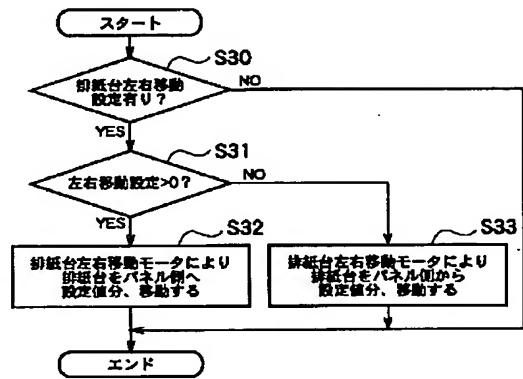 スタート
S30
排紙台左右移動
設定有り?
NO
YES
S31
左右移動設定>0?
NO
YES
S32
排紙台左右移動モータにより
排紙台をパネル側へ
設定値分、移動する
S33
排紙台左右移動モータにより
排紙台をパネル側から
設定値分、移動する
エンド